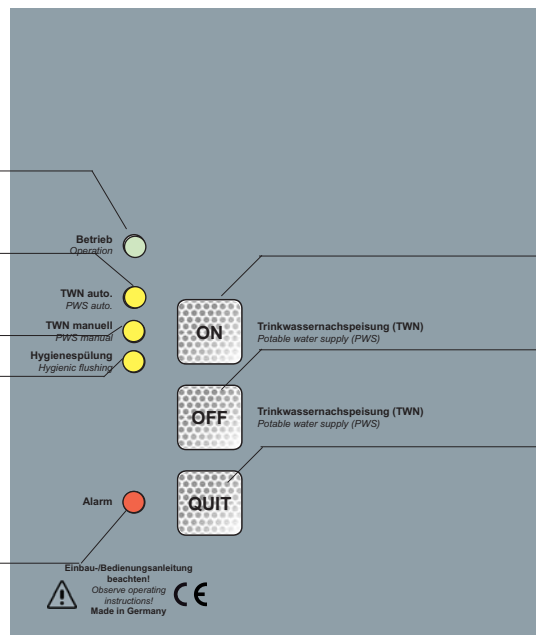 Betrieb
Operation
TWN auto.
PWS auto.
TWN manuell
PWS manual
Hygienespülung
Hygienic flushing
ON
Trinkwassernachspeisung (TWN)
Potable water supply (PWS)
OFF
Trinkwassernachspeisung (TWN)
Potable water supply (PWS)
Alarm
QUIT
Einbau-/Bedienungsanleitung
beachten!
Observe operating
instructions!
Made in Germany
CE